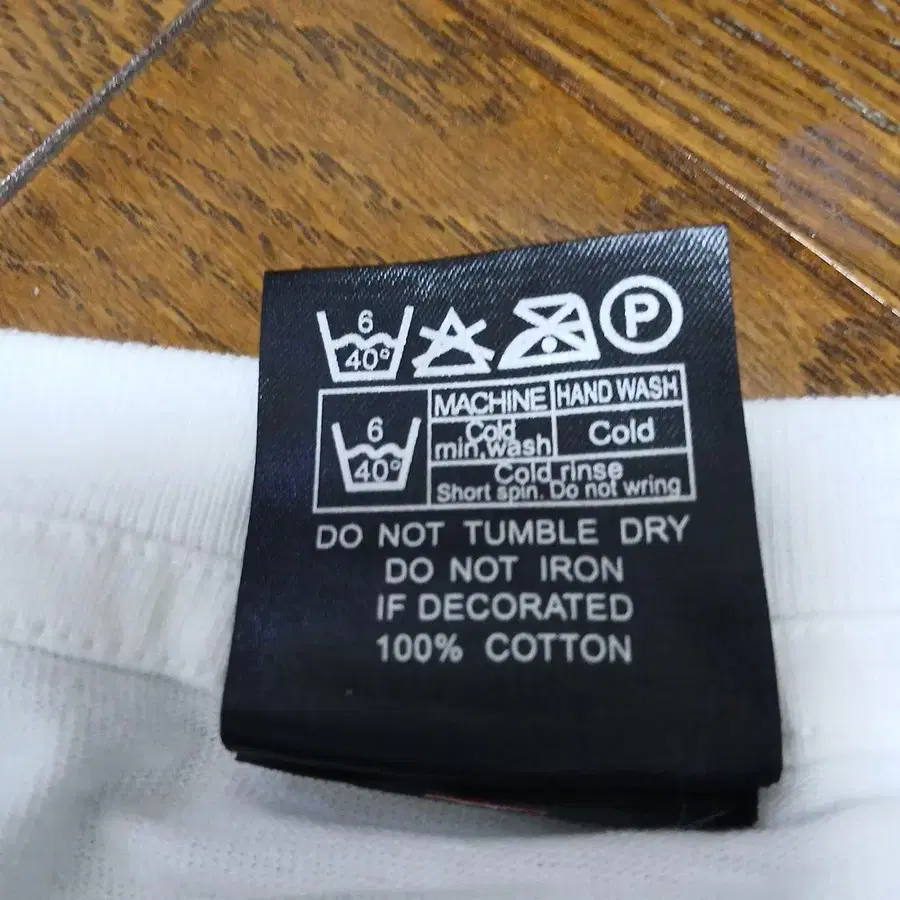 6
40° P
MACHINE HAND WASH
6
40°
Cold
min,wash Cold
Cold rinse
Short spin. Do not wring
DO NOT TUMBLE DRY
DO NOT IRON
IF DECORATED
100% COTTON